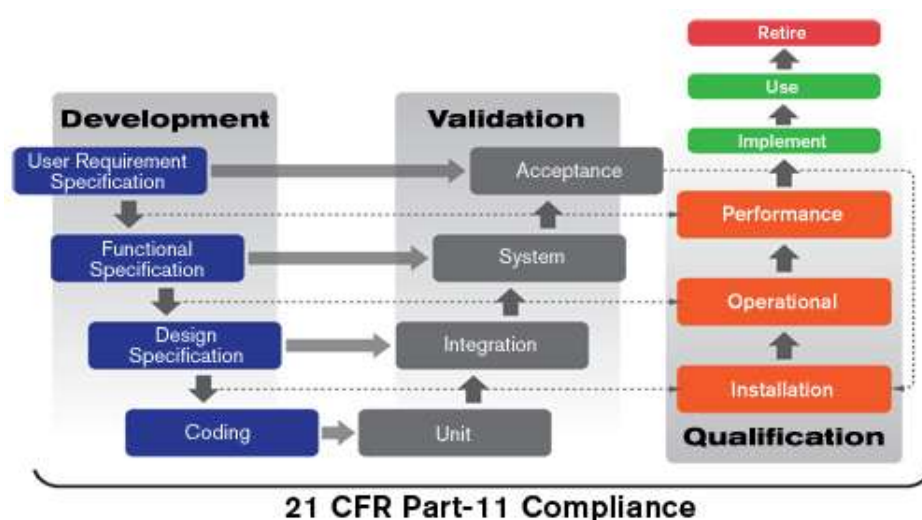 Retire
Use
Implement
Development
Validation
User Requirement
Specification
Acceptance
Performance
Functional
Specification
System
Operational
Design
Specification
Integration
Installation
Coding
Unit
Qualification
21 CFR Part-11 Compliance